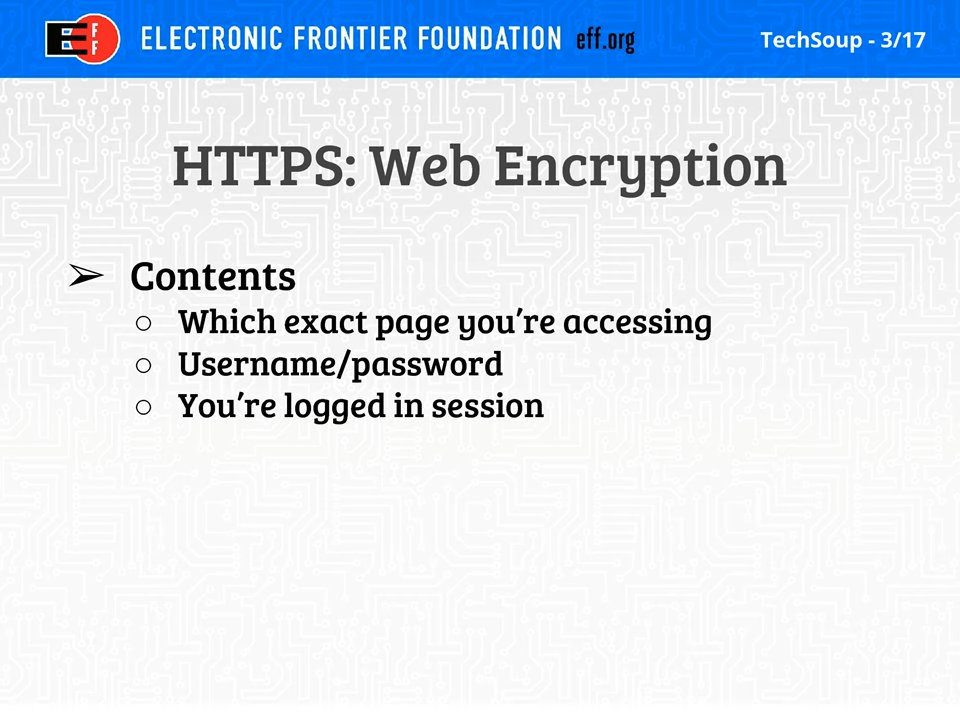 EFF ELECTRONIC FRONTIER FOUNDATION eff.org TechSoup - 3/17
HTTPS: Web Encryption
➢ Contents
○ Which exact page you’re accessing
○ Username/password
○ You’re logged in session